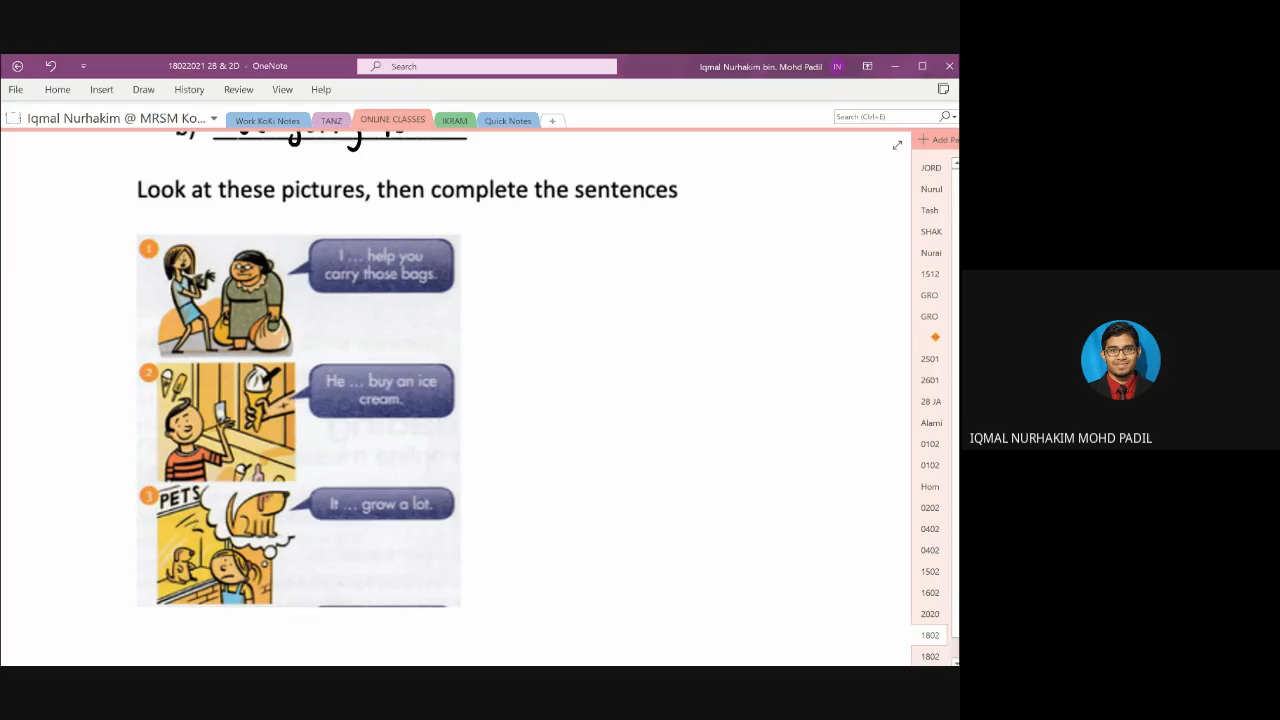 18022021 2B & 2D - OneNote
Search
Iqmal Nurhakim bin. Mohd Padil
IN
File Home Insert Draw History Review View Help
Iqmal Nurhakim @ MRSM Ko...
Work KoKi Notes
TANZ
ONLINE CLASSES
IKRAM
Quick Notes
Search (Ctrl+E)
Add Pa
Look at these pictures, then complete the sentences
1
I ... help you
carry those bags.
2
He ... buy an ice
cream.
3
PETS
It ... grow a lot.
JORD
Nurul
Tash
SHAK
Nurai
1512
GRO
GRO
2501
2601
28 JA
Alami
0102
0102
Hom
0202
0402
0402
1502
1602
2020
1802
1802
IQMAL NURHAKIM MOHD PADIL